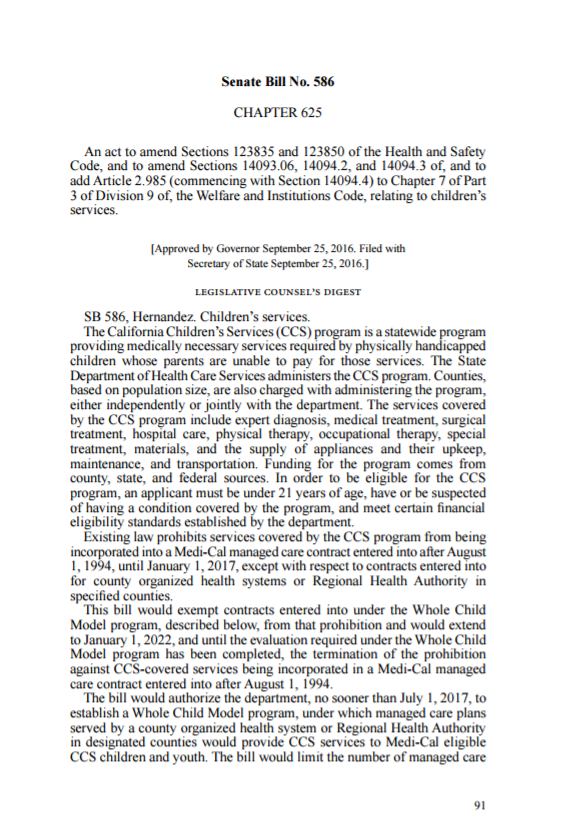 Senate Bill No. 586
CHAPTER 625
An act to amend Sections 123835 and 123850 of the Health and Safety
Code, and to amend Sections 14093.06, 14094.2, and 14094.3 of, and to
add Article 2.985 (commencing with Section 14094.4) to Chapter 7 of Part
3 of Division 9 of, the Welfare and Institutions Code, relating to children's
services.
[Approved by Governor September 25, 2016. Filed with
Secretary of State September 25, 2016.]
LEGISLATIVE COUNSEL'S DIGEST
SB 586, Hernandez. Children's services.
The California Children's Services (CCS) program is a statewide program
providing medically necessary services required by physically handicapped
children whose parents are unable to pay for those services. The State
Department of Health Care Services administers the CCS program. Counties,
based on population size, are also charged with administering the program,
either independently or jointly with the department. The services covered
by the CCS program include expert diagnosis, medical treatment, surgical
treatment, hospital care, physical therapy, occupational therapy, special
treatment, materials, and the supply of appliances and their upkeep,
maintenance, and transportation. Funding for the program comes from
county, state, and federal sources. In order to be eligible for the CCS
program, an applicant must be under 21 years of age, have or be suspected
of having a condition covered by the program, and meet certain financial
eligibility standards established by the department.
Existing law prohibits services covered by the CCS program from being
incorporated into a Medi-Cal managed care contract entered into after August
1, 1994, until January 1, 2017, except with respect to contracts entered into
for county organized health systems or Regional Health Authority in
specified counties.
This bill would exempt contracts entered into under the Whole Child
Model program, described below, from that prohibition and would extend
to January 1, 2022, and until the evaluation required under the Whole Child
Model program has been completed, the termination of the prohibition
against CCS-covered services being incorporated in a Medi-Cal managed
care contract entered into after August 1, 1994.
The bill would authorize the department, no sooner than July 1, 2017, to
establish a Whole Child Model program, under which managed care plans
served by a county organized health system or Regional Health Authority
in designated counties would provide CCS services to Medi-Cal eligible
CCS children and youth. The bill would limit the number of managed care
91